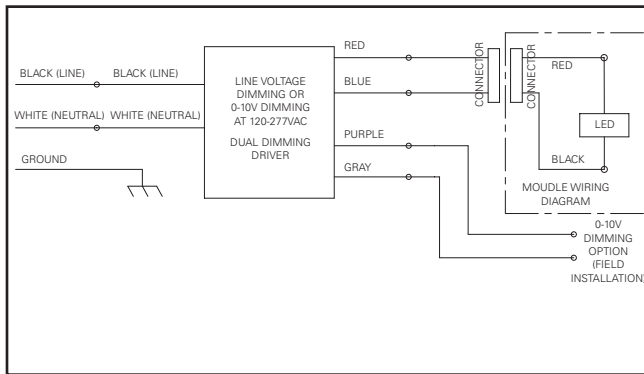 BLACK (LINE) BLACK (LINE)
WHITE (NEUTRAL) WHITE (NEUTRAL)
GROUND
LINE VOLTAGE
DIMMING OR
0-10V DIMMING
AT 120-277VAC
DUAL DIMMING
DRIVER
RED
BLUE
PURPLE
GRAY
CONNECTOR
CONNECTOR
RED
LED
BLACK
MOUDLE WIRING
DIAGRAM
0-10V
DIMMING
OPTION
(FIELD
INSTALLATION)